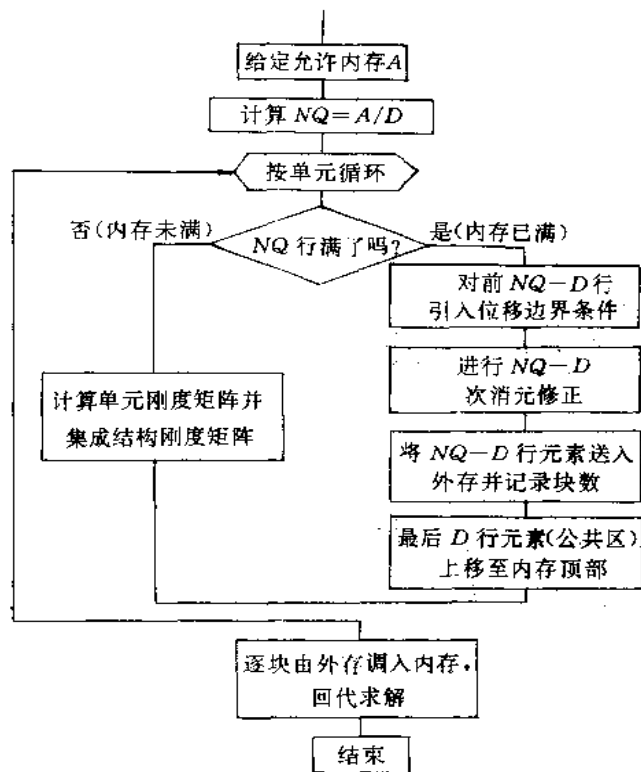 给定允许内存A
计算 NQ=A/D
按单元循环
否(内存未满)
NQ 行满了吗?
是(内存已满)
对前 NQ-D 行
引入位移边界条件
进行 NQ-D
次消元修正
计算单元刚度矩阵并
集成结构刚度矩阵
将 NQ-D 行元素送入
外存并记录块数
最后 D 行元素(公共区)
上移至内存顶部
逐块由外存调入内存,
回代求解
结束